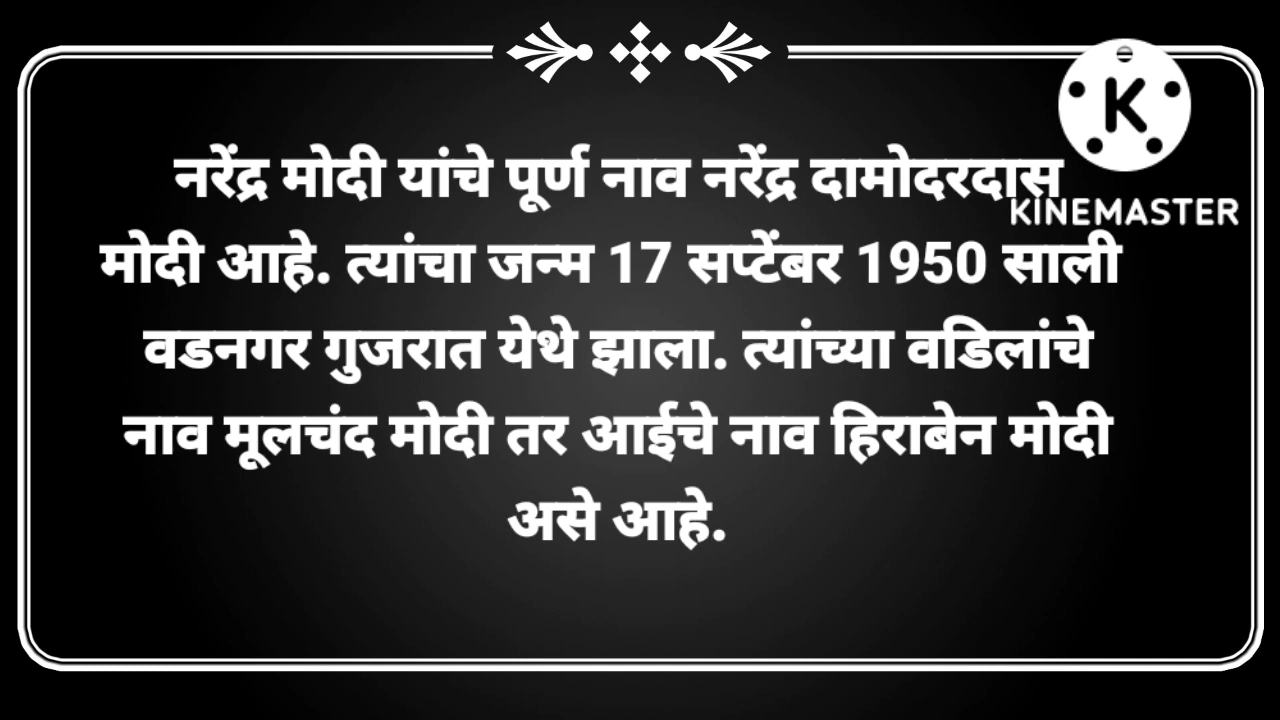 नरेंद्र मोदी यांचे पूर्ण नाव नरेंद्र दामोदरदास
मोदी आहे. त्यांचा जन्म 17 सप्टेंबर 1950 साली
वडनगर गुजरात येथे झाला. त्यांच्या वडिलांचे
नाव मूलचंद मोदी तर आईचे नाव हिराबेन मोदी
असे आहे.
K
KINEMASTER